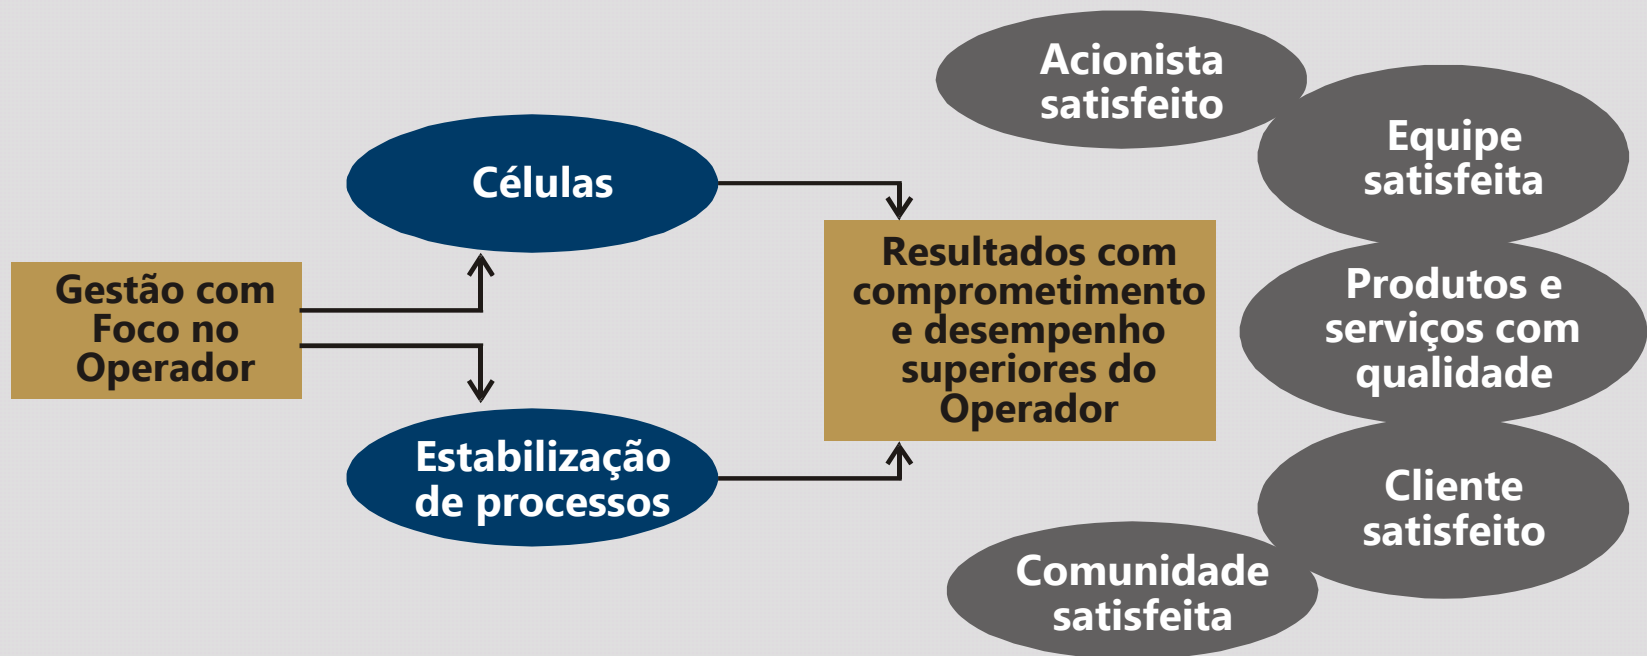 Gestão com
Foco no
Operador
Células
Estabilização
de processos
Resultados com
comprometimento
e desempenho
superiores do
Operador
Acionista
satisfeito
Equipe
satisfeita
Produtos e
serviços com
qualidade
Cliente
satisfeito
Comunidade
satisfeita